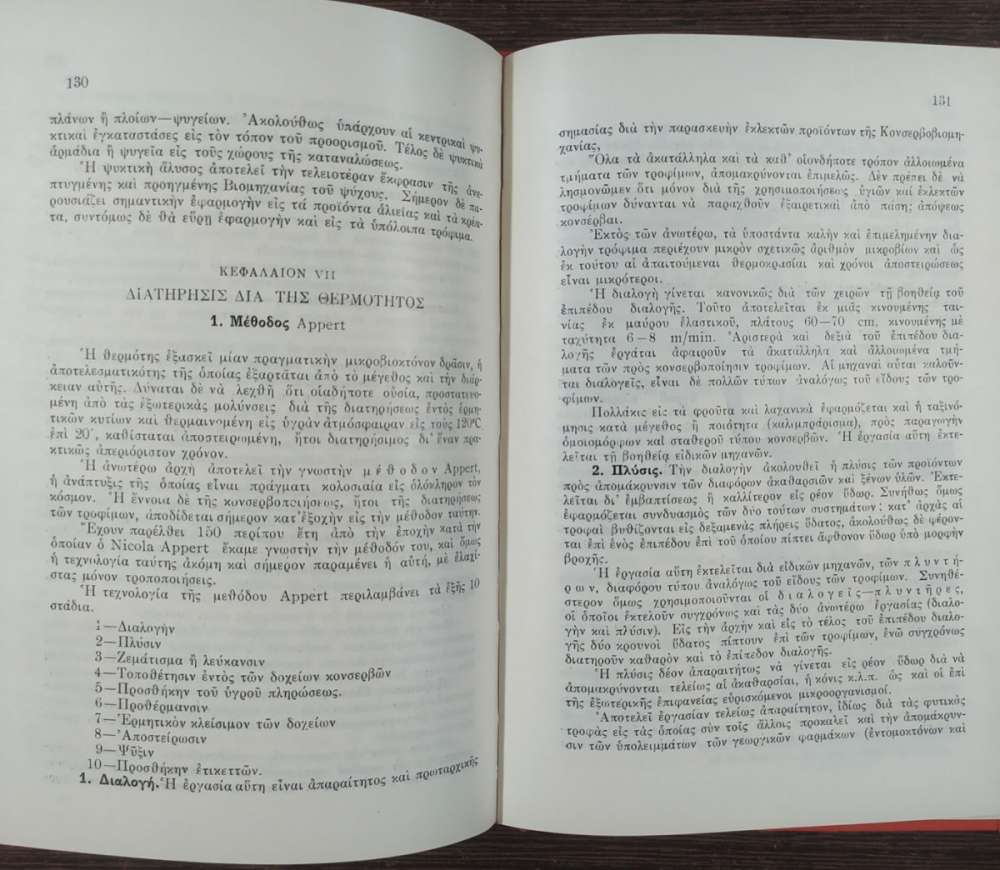 130
πλάνων ἢ πλοίων—ψυγείων. Ἀκολούθως ὑπάρχουν αἱ κεντρικαὶ ψυ-
κτικαὶ ἐγκαταστάσες εἰς τὸν τόπον τοῦ προορισμοῦ. Τέλος δὲ ψυκτικὰ
ἁρμάδια ἢ ψυγεῖα εἰς τοὺς χώρους τῆς καταναλώσεως.
Ἡ ψυκτικὴ ἅλυσος ἀποτελεῖ τὴν τελειοτέραν ἔκφρασιν τῆς ἀνε-
πτυγμένης καὶ προηγμένης Βιομηχανίας τοῦ ψύχους. Σήμερον δὲ πα-
ρουσιάζει σημαντικὴν ἐφαρμογὴν εἰς τὰ προϊόντα ἁλιείας καὶ τὰ κρέα-
τα, συντόμως δὲ θὰ εὕρῃ ἐφαρμογὴν καὶ εἰς τὰ ὑπόλοιπα τρόφιμα.
ΚΕΦΑΛΑΙΟΝ VII
ΔΙΑΤΗΡΗΣΙΣ ΔΙΑ ΤΗΣ ΘΕΡΜΟΤΗΤΟΣ
1. Μέθοδος Appert
Ἡ θερμότης ἐξασκεῖ μίαν πραγματικὴν μικροβιοκτόνον δρᾶσιν, ἡ
ἀποτελεσματικότης τῆς ὁποίας ἐξαρτᾶται ἀπὸ τὸ μέγεθος καὶ τὴν διάρ-
κειαν αὐτῆς. Δύναται δὲ νὰ λεχθῇ ὅτι οἱαδήποτε οὐσία, προστατινο-
μένη ἀπὸ τὰς ἐξωτερικὰς μολύνσεις διὰ τῆς διατηρήσεως ἐντὸς ἑρμη-
τικῶν κυτίων καὶ θερμαινομένη εἰς ὑγρὰν ἀτμόσφαιραν εἰς τοὺς 120°C
ἐπὶ 20΄, καθίσταται ἀποστειρωμένη, ἤτοι διατηρήσιμος δι᾽ ἕναν πρα-
κτικῶς ἀπεριόριστον χρόνον.
Ἡ ἀνωτέρω ἀρχὴ ἀποτελεῖ τὴν γνωστὴν μ έ θ ο δ ο ν Appert,
ἡ ἀνάπτυξις τῆς ὁποίας εἶναι πράγματι κολοσιαία εἰς ὁλόκληρον τὸν
κόσμον. Ἡ ἔννοια δὲ τῆς κονσερβοποιήσεως, ἤτοι τῆς διατηρήσεως
τῶν τροφίμων, ἀποδίδεται σήμερον κατ᾽ ἐξοχὴν εἰς τὴν μέθοδον ταύτην.
Ἔχουν παρέλθει 150 περίπου ἔτη ἀπὸ τὴν ἐποχὴν κατὰ τὴν
ὁποίαν ὁ Nicola Appert ἔκαμε γνωστὴν τὴν μέθοδόν του, καὶ ὅμως
ἡ τεχνολογία ταύτης ἀκόμη καὶ σήμερον παραμένει ἡ αὐτή, μὲ ἐλαχί-
στας μόνον τροποποιήσεις.
Ἡ τεχνολογία τῆς μεθόδου Appert περιλαμβάνει τὰ ἑξῆς 10
στάδια.
1—Διαλογὴν
2—Πλύσιν
3—Ζεμάτισμα ἢ λεύκανσιν
4—Τοποθέτησιν ἐντὸς τῶν δοχείων κονσερβῶν
5—Προσθήκην τοῦ ὑγροῦ πληρώσεως.
6—Προθέρμανσιν
7—Ἑρμητικὸν κλείσιμον τῶν δοχείων
8—Ἀποστείρωσιν
9—Ψῦξιν
10—Προσθήκην ἐτικεττῶν.
1. Διαλογή. Ἡ ἐργασία αὕτη εἶναι ἀπαραίτητος καὶ πρωταρχικῆς
131
σημασίας διὰ τὴν παρασκευὴν ἐκλεκτῶν προϊόντων τῆς Κονσερβοβιομη-
χανίας,
Ὅλα τὰ ἀκατάλληλα καὶ τὰ καθ᾽ οἱονδήποτε τρόπον ἀλλοιωμένα
τμήματα τῶν τροφίμων, ἀπομακρύνονται ἐπιμελῶς. Δὲν πρέπει δὲ νὰ
λησμονῶμεν ὅτι μόνον διὰ τῆς χρησιμοποιήσεως ὑγιῶν καὶ ἐκλεκτῶν
τροφίμων δύνανται νὰ παραχθοῦν ἐξαιρετικαὶ ἀπὸ πάσης ἀπόψεως
κονσέρβαι.
Ἐκτὸς τῶν ἀνωτέρω, τὰ ὑποστάντα καλὴν καὶ ἐπιμελημένην δια-
λογὴν τρόφιμα περιέχουν μικρὸν σχετικῶς ἀριθμὸν μικροβίων καὶ ὡς
ἐκ τούτου αἱ ἀπαιτούμεναι θερμοκρασίαι καὶ χρόνοι ἀποστειρώσεως
εἶναι μικρότεροι.
Ἡ διαλογὴ γίνεται κανονικῶς διὰ τῶν χειρῶν τῇ βοηθείᾳ τοῦ
ἐπιπέδου διαλογῆς. Τοῦτο ἀποτελεῖται ἐκ μιᾶς κινουμένης ται-
νίας ἐκ μαύρου ἐλαστικοῦ, πλάτους 60—70 cm. κινουμένης μὲ
ταχύτητα 6—8 m/min. Ἀριστερὰ καὶ δεξιὰ τοῦ ἐπιπέδου δια-
λογῆς ἐργάται ἀφαιροῦν τὰ ἀκατάλληλα καὶ ἀλλοιωμένα τμή-
ματα τῶν πρὸς κονσερβοποίησιν τροφίμων. Αἱ μηχαναὶ αὗται καλοῦν-
ται διαλογεῖς, εἶναι δὲ πολλῶν τύπων ἀναλόγως τοῦ εἴδους τῶν τρο-
φίμων.
Πολλάκις εἰς τὰ φροῦτα καὶ λαχανικὰ ἐφαρμόζεται καὶ ἡ ταξινό-
μησις κατὰ μέγεθος ἢ ποιότητα (καλιμπράρισμα), πρὸς παραγωγὴν
ὁμοιομόρφων καὶ σταθεροῦ τύπου κονσερβῶν. Ἡ ἐργασία αὕτη ἐκτε-
λεῖται τῇ βοηθείᾳ εἰδικῶν μηχανῶν.
2. Πλύσις. Τὴν διαλογὴν ἀκολουθεῖ ἡ πλύσις τῶν προϊόντων
πρὸς ἀπομάκρυνσιν τῶν διαφόρων ἀκαθαρσιῶν καὶ ξένων ὑλῶν. Ἐκτε-
λεῖται δι᾽ ἐμβαπτίσεως ἢ καλλίτερον εἰς ρέον ὕδωρ. Συνήθως ὅμως
ἐφαρμόζεται συνδυασμὸς τῶν δύο τούτων συστημάτων: κατ᾽ ἀρχὰς αἱ
τροφαὶ βυθίζονται εἰς δεξαμενὰς πλήρεις ὕδατος, ἀκολούθως δὲ φέρον-
ται ἐπὶ ἑνὸς ἐπιπέδου ἐπὶ τοῦ ὁποίου πίπτει ἄφθονον ὕδωρ ὑπὸ μορφὴν
βροχῆς.
Ἡ ἐργασία αὕτη ἐκτελεῖται διὰ εἰδικῶν μηχανῶν, τῶν π λ υ ν τ ή-
ρ ω ν, διαφόρου τύπου ἀναλόγως τοῦ εἴδους τῶν τροφίμων. Συνηθέ-
στερον ὅμως χρησιμοποιοῦνται οἱ δ ι α λ ο γ ε ῖ ς—π λ υ ν τ ῆ ρ ε ς,
οἱ ὁποῖοι ἐκτελοῦν συγχρόνως καὶ τὰς δύο ἀνωτέρω ἐργασίας (διαλο-
γὴν καὶ πλύσιν). Εἰς τὴν ἀρχὴν καὶ εἰς τὸ τέλος τοῦ ἐπιπέδου διαλο-
γῆς δύο κρουνοὶ ὕδατος πίπτουν ἐπὶ τῶν τροφίμων, ἐνῶ συγχρόνως
διατηροῦν καθαρὸν καὶ τὸ ἐπίπεδον διαλογῆς.
Ἡ πλύσις δέον ἀπαραιτήτως νὰ γίνεται εἰς ρέον ὕδωρ διὰ νὰ
ἀπομακρύνονται τελείως αἱ ἀκαθαρσίαι, ἡ κόνις κ.λ.π. ὡς καὶ οἱ ἐπὶ
τῆς ἐξωτερικῆς ἐπιφανείας εὑρισκόμενοι μικροοργανισμοί.
Ἀποτελεῖ ἐργασίαν τελείως ἀπαραίτητον, ἰδίως διὰ τὰς φυτικὰς
τροφὰς εἰς τὰς ὁποίας σὺν τοῖς ἄλλοις προκαλεῖ καὶ τὴν ἀπομάκρυν-
σιν τῶν ὑπολειμμάτων τῶν γεωργικῶν φαρμάκων (ἐντομοκτόνων καὶ